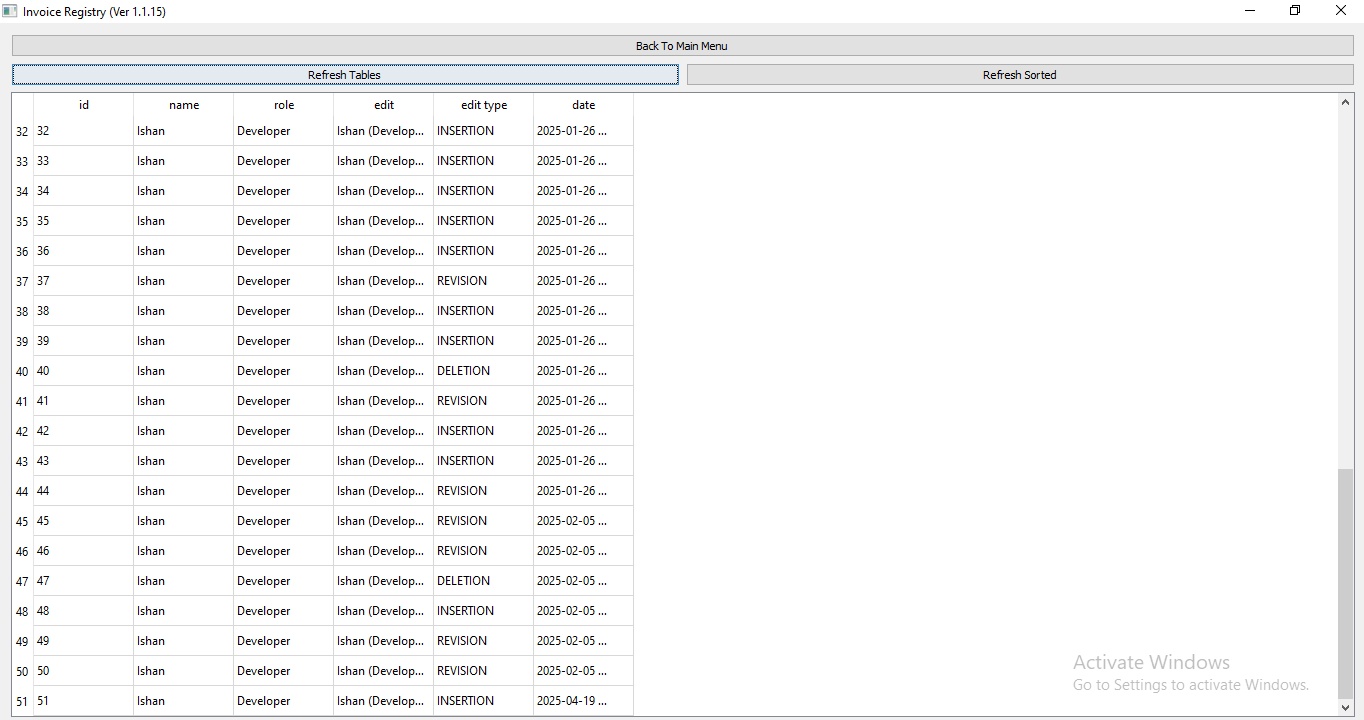 Invoice Registry (Ver 1.1.15)
Back To Main Menu
Refresh Tables Refresh Sorted
id name role edit edit type date
32 32 Ishan Developer Ishan (Develop... INSERTION 2025-01-26 ...
33 33 Ishan Developer Ishan (Develop... INSERTION 2025-01-26 ...
34 34 Ishan Developer Ishan (Develop... INSERTION 2025-01-26 ...
35 35 Ishan Developer Ishan (Develop... INSERTION 2025-01-26 ...
36 36 Ishan Developer Ishan (Develop... INSERTION 2025-01-26 ...
37 37 Ishan Developer Ishan (Develop... REVISION 2025-01-26 ...
38 38 Ishan Developer Ishan (Develop... INSERTION 2025-01-26 ...
39 39 Ishan Developer Ishan (Develop... INSERTION 2025-01-26 ...
40 40 Ishan Developer Ishan (Develop... DELETION 2025-01-26 ...
41 41 Ishan Developer Ishan (Develop... REVISION 2025-01-26 ...
42 42 Ishan Developer Ishan (Develop... INSERTION 2025-01-26 ...
43 43 Ishan Developer Ishan (Develop... INSERTION 2025-01-26 ...
44 44 Ishan Developer Ishan (Develop... REVISION 2025-01-26 ...
45 45 Ishan Developer Ishan (Develop... REVISION 2025-02-05 ...
46 46 Ishan Developer Ishan (Develop... REVISION 2025-02-05 ...
47 47 Ishan Developer Ishan (Develop... DELETION 2025-02-05 ...
48 48 Ishan Developer Ishan (Develop... INSERTION 2025-02-05 ...
49 49 Ishan Developer Ishan (Develop... REVISION 2025-02-05 ...
50 50 Ishan Developer Ishan (Develop... REVISION 2025-02-05 ...
51 51 Ishan Developer Ishan (Develop... INSERTION 2025-04-19 ...
Activate Windows
Go to Settings to activate Windows.